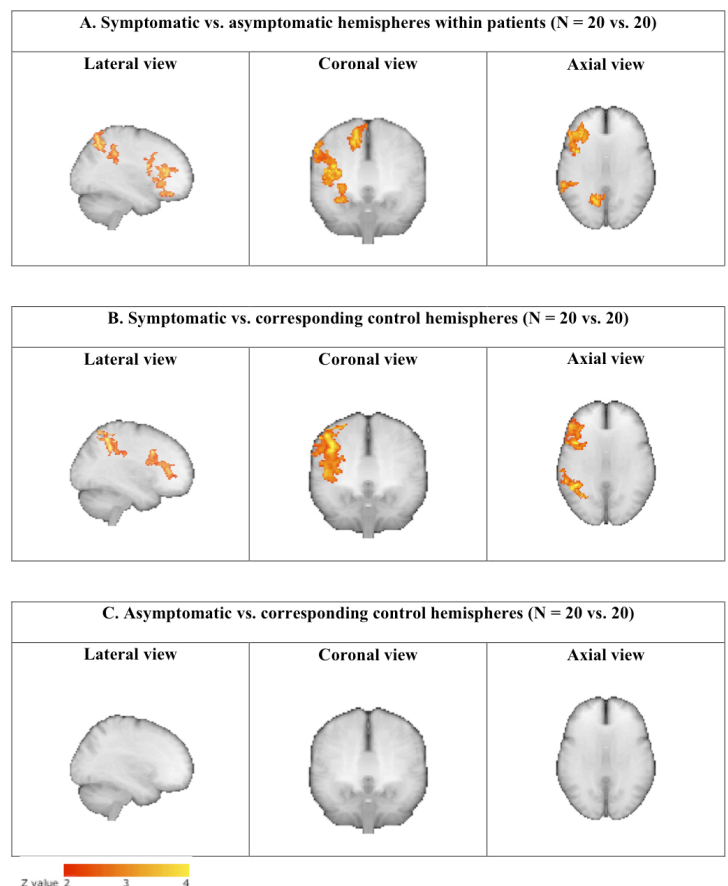 A. Symptomatic vs. asymptomatic hemispheres within patients (N = 20 vs. 20)
Lateral view
Coronal view
Axial view
B. Symptomatic vs. corresponding control hemispheres (N = 20 vs. 20)
Lateral view
Coronal view
Axial view
C. Asymptomatic vs. corresponding control hemispheres (N = 20 vs. 20)
Lateral view
Coronal view
Axial view
Z value 2 3 4